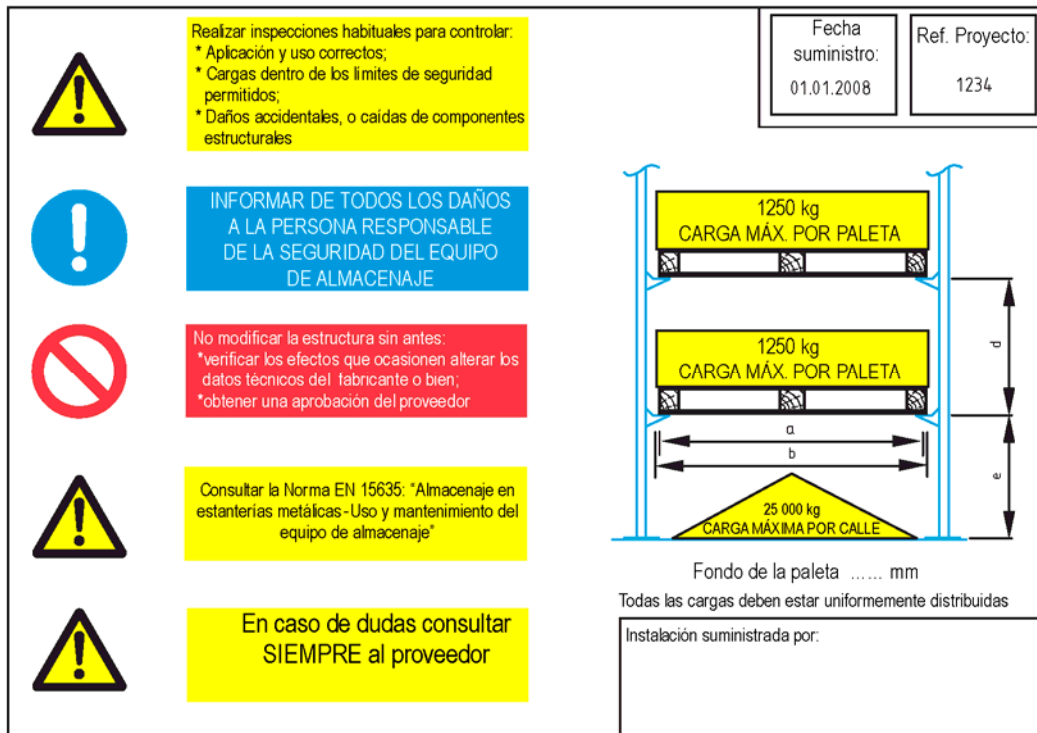 Realizar inspecciones habituales para controlar:
* Aplicación y uso correctos;
* Cargas dentro de los límites de seguridad
permitidos;
* Daños accidentales, o caídas de componentes
estructurales
INFORMAR DE TODOS LOS DAÑOS
A LA PERSONA RESPONSABLE
DE LA SEGURIDAD DEL EQUIPO
DE ALMACENAJE
No modificar la estructura sin antes:
*verificar los efectos que ocasionen alterar los
datos técnicos del fabricante o bien;
*obtener una aprobación del proveedor
Consultar la Norma EN 15635: “Almacenaje en
estanterías metálicas-Uso y mantenimiento del
equipo de almacenaje”
En caso de dudas consultar
SIEMPRE al proveedor
Fecha
suministro:
01.01.2008
Ref. Proyecto:
1234
1250 kg
CARGA MÁX. POR PALETA
d
1250 kg
CARGA MÁX. POR PALETA
a
b
e
25 000 kg
CARGA MÁXIMA POR CALLE
Fondo de la paleta ...... mm
Todas las cargas deben estar uniformemente distribuidas
Instalación suministrada por: